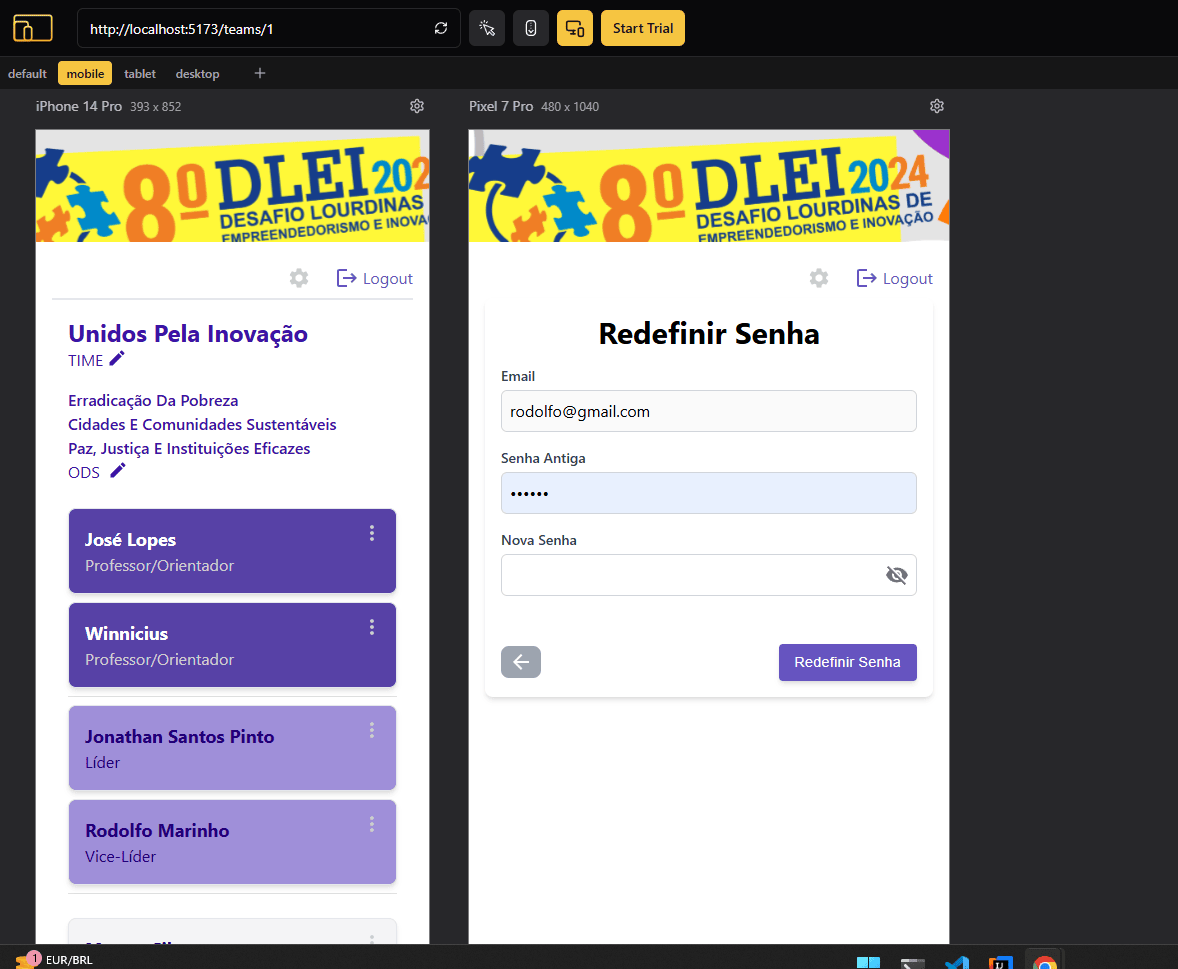 http://localhost:5173/teams/1
Start Trial
default
mobile
tablet
desktop
iPhone 14 Pro 393 x 852
8º DLEI 202
DESAFIO LOURDINAS
EMPREENDEDORISMO E INOVA
Logout
Unidos Pela Inovação
TIME
Erradicação Da Pobreza
Cidades E Comunidades Sustentáveis
Paz, Justiça E Instituições Eficazes
ODS
José Lopes
Professor/Orientador
Winnicius
Professor/Orientador
Jonathan Santos Pinto
Líder
Rodolfo Marinho
Vice-Líder
Pixel 7 Pro 480 x 1040
8º DLEI 2024
DESAFIO LOURDINAS DE
EMPREENDEDORISMO E INOVAÇÃO
Logout
Redefinir Senha
Email
rodolfo@gmail.com
Senha Antiga
••••••
Nova Senha
Redefinir Senha
1
EUR/BRL